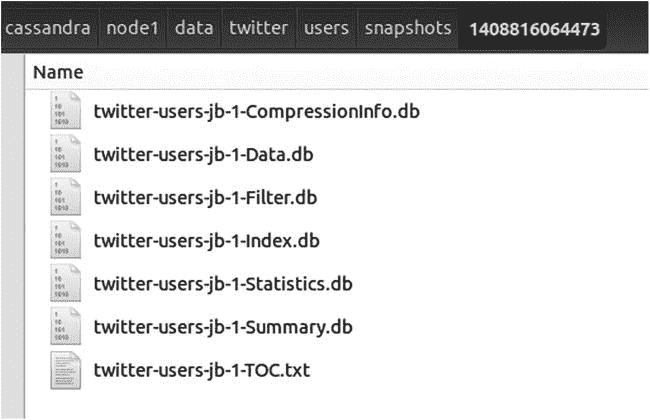 cassandra node1 data twitter users snapshots 1408816064473
Name
twitter-users-jb-1-CompressionInfo.db
twitter-users-jb-1-Data.db
twitter-users-jb-1-Filter.db
twitter-users-jb-1-Index.db
twitter-users-jb-1-Statistics.db
twitter-users-jb-1-Summary.db
twitter-users-jb-1-TOC.txt